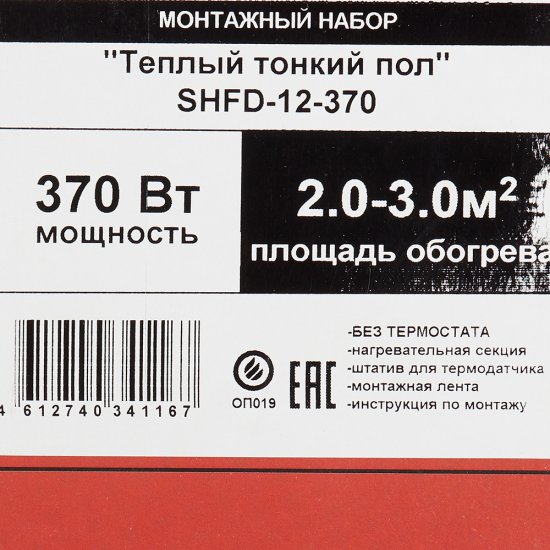 МОНТАЖНЫЙ НАБОР
"Теплый тонкий пол"
SHFD-12-370
370 Вт
мощность
2.0-3.0м²
площадь обогрева
4 612740 341167
ОП019
ЕАС
-БЕЗ ТЕРМОСТАТА
-нагревательная секция
-штатив для термодатчика
-монтажная лента
-инструкция по монтажу